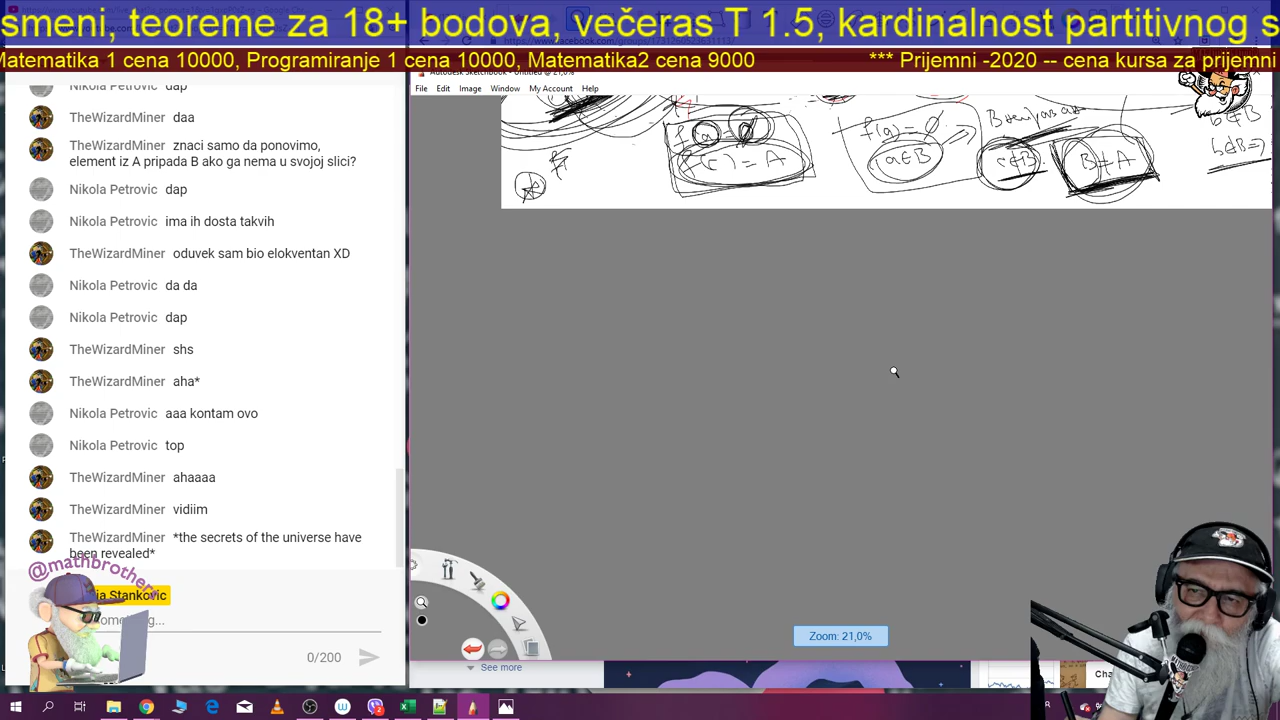 smeni, teoreme za 18+ bodova, večeras T 1.5, kardinalnost partitivnog s
Matematika 1 cena 10000, Programiranje 1 cena 10000, Matematika2 cena 9000
*** Prijemni -2020 -- cena kursa za prijemni
File Edit Image Window My Account Help
Nikola Petrovic dap
TheWizardMiner daa
TheWizardMiner znaci samo da ponovimo,
element iz A pripada B ako ga nema u svojoj slici?
Nikola Petrovic dap
Nikola Petrovic ima ih dosta takvih
TheWizardMiner oduvek sam bio elokventan XD
Nikola Petrovic da da
Nikola Petrovic dap
TheWizardMiner shs
TheWizardMiner aha*
Nikola Petrovic aaa kontam ovo
Nikola Petrovic top
TheWizardMiner ahaaaa
TheWizardMiner vidiim
TheWizardMiner *the secrets of the universe have
been revealed*
@mathbrothers
Stankovic
0/200
f(c) = A
f(a) = ∅
a∈B
c∉B
B≠A
Zoom: 21,0%
See more